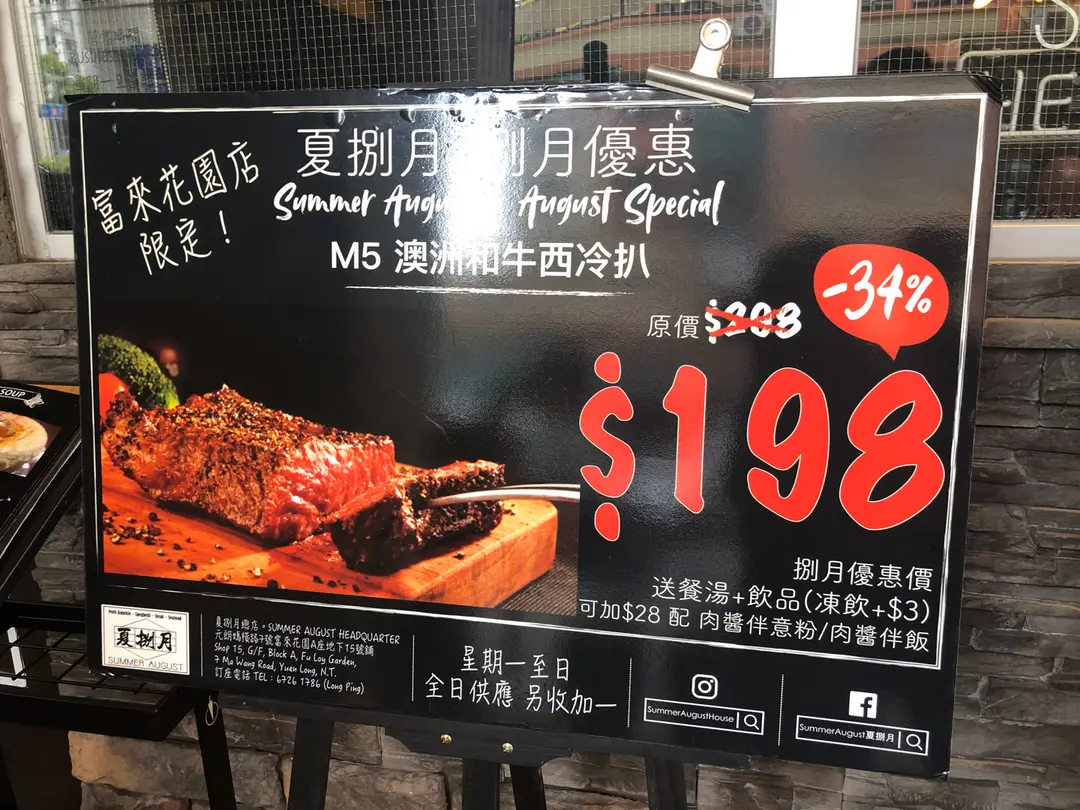 富來花園店
限定！
夏捌月 捌月優惠
Summer August August Special
M5 澳洲和牛西冷扒
原價$298
-34%
$198
捌月優惠價
送餐湯+飲品(凍飲+$3)
可加$28 配 肉醬伴意粉/肉醬伴飯
夏捌月
SUMMER AUGUST
夏捌月總店。SUMMER AUGUST HEADQUARTER
元朗媽橫路7號富來花園A座地下15號舖
Shop 15, G/F, Block A, Fu Loy Garden,
7 Ma Wang Road, Yuen Long, N.T.
訂座電話 TEL : 6726 1786 (Long Ping)
星期一至日
全日供應 另收加一
SummerAugustHouse
SummerAugust夏捌月
SOUP